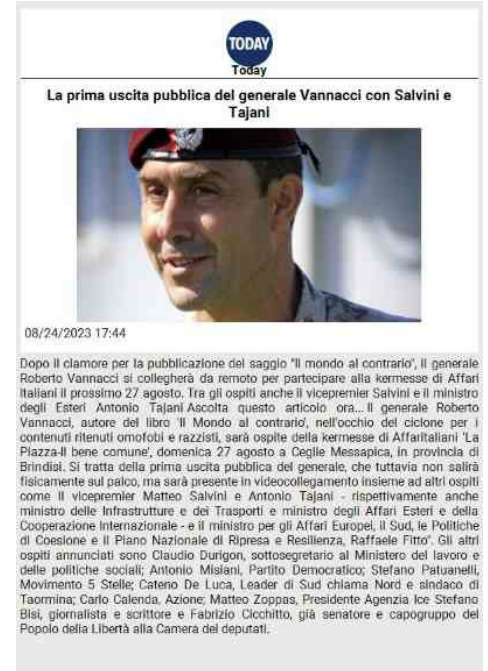 TODAY
Today
La prima uscita pubblica del generale Vannacci con Salvini e
Tajani
08/24/2023 17:44
Dopo il clamore per la pubblicazione del saggio "Il mondo al contrario", il generale
Roberto Vannacci si collegherà da remoto per partecipare alla kermesse di Affari
Italiani il prossimo 27 agosto. Tra gli ospiti anche il vicepremier Salvini e il ministro
degli Esteri Antonio Tajani Ascolta questo articolo ora... Il generale Roberto
Vannacci, autore del libro 'Il Mondo al contrario', nell'occhio del ciclone per i
contenuti ritenuti omofobi e razzisti, sarà ospite della kermesse di Affaritaliani 'La
Piazza-Il bene comune', domenica 27 agosto a Ceglie Messapica, in provincia di
Brindisi. Si tratta della prima uscita pubblica del generale, che tuttavia non salirà
fisicamente sul palco, ma sarà presente in videocollegamento insieme ad altri ospiti
come Il vicepremier Matteo Salvini e Antonio Tajani - rispettivamente anche
ministro delle Infrastrutture e dei Trasporti e ministro degli Affari Esteri e della
Cooperazione Internazionale - e il ministro per gli Affari Europei, il Sud, le Politiche
di Coesione e il Piano Nazionale di Ripresa e Resilienza, Raffaele Fitto". Gli altri
ospiti annunciati sono Claudio Durigon, sottosegretario al Ministero del lavoro e
delle politiche sociali; Antonio Misiani, Partito Democratico; Stefano Patuanelli,
Movimento 5 Stelle; Cateno De Luca, Leader di Sud chiama Nord e sindaco di
Taormina; Carlo Calenda, Azione; Matteo Zoppas, Presidente Agenzia Ice Stefano
Bisi, giornalista e scrittore e Fabrizio Cicchitto, già senatore e capogruppo del
Popolo della Libertà alla Camera dei deputati.